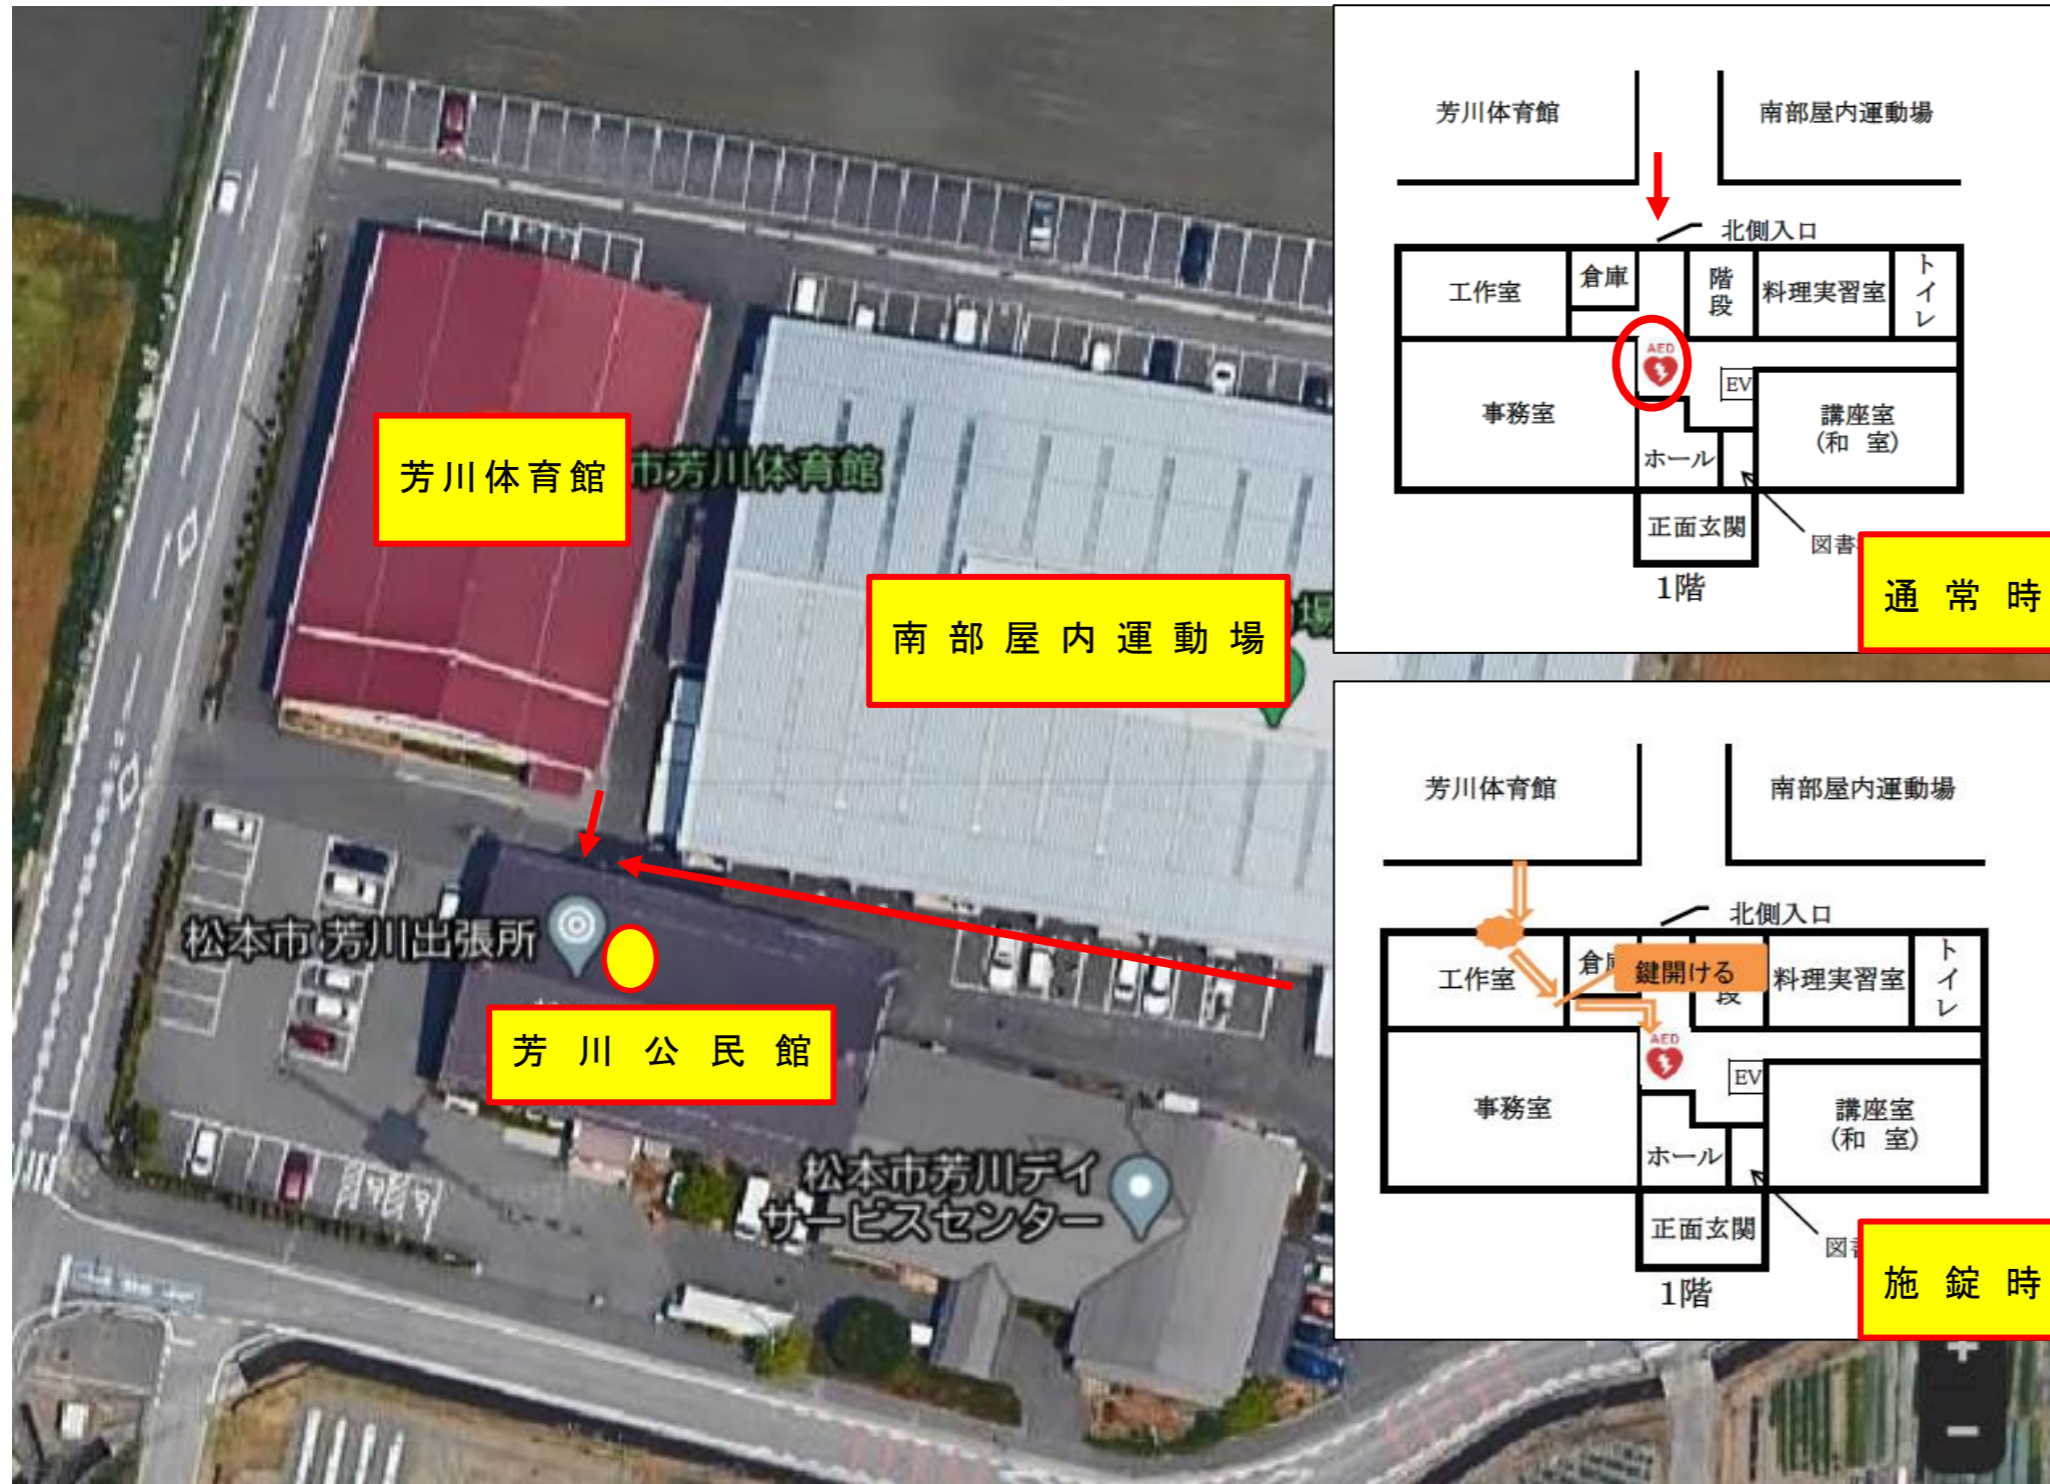 芳川体育館
市芳川体育館
南部屋内運動場
場
松本市 芳川出張所
芳川公民館
松本市芳川デイ
サービスセンター
芳川体育館
南部屋内運動場
北側入口
工作室
倉庫
階段
料理実習室
トイレ
AED
EV
事務室
講座室
(和 室)
ホール
正面玄関
図書
1階
通常時
芳川体育館
南部屋内運動場
北側入口
工作室
倉
鍵開ける
段
料理実習室
トイレ
AED
EV
事務室
講座室
(和 室)
ホール
正面玄関
図
1階
施錠時
+
−